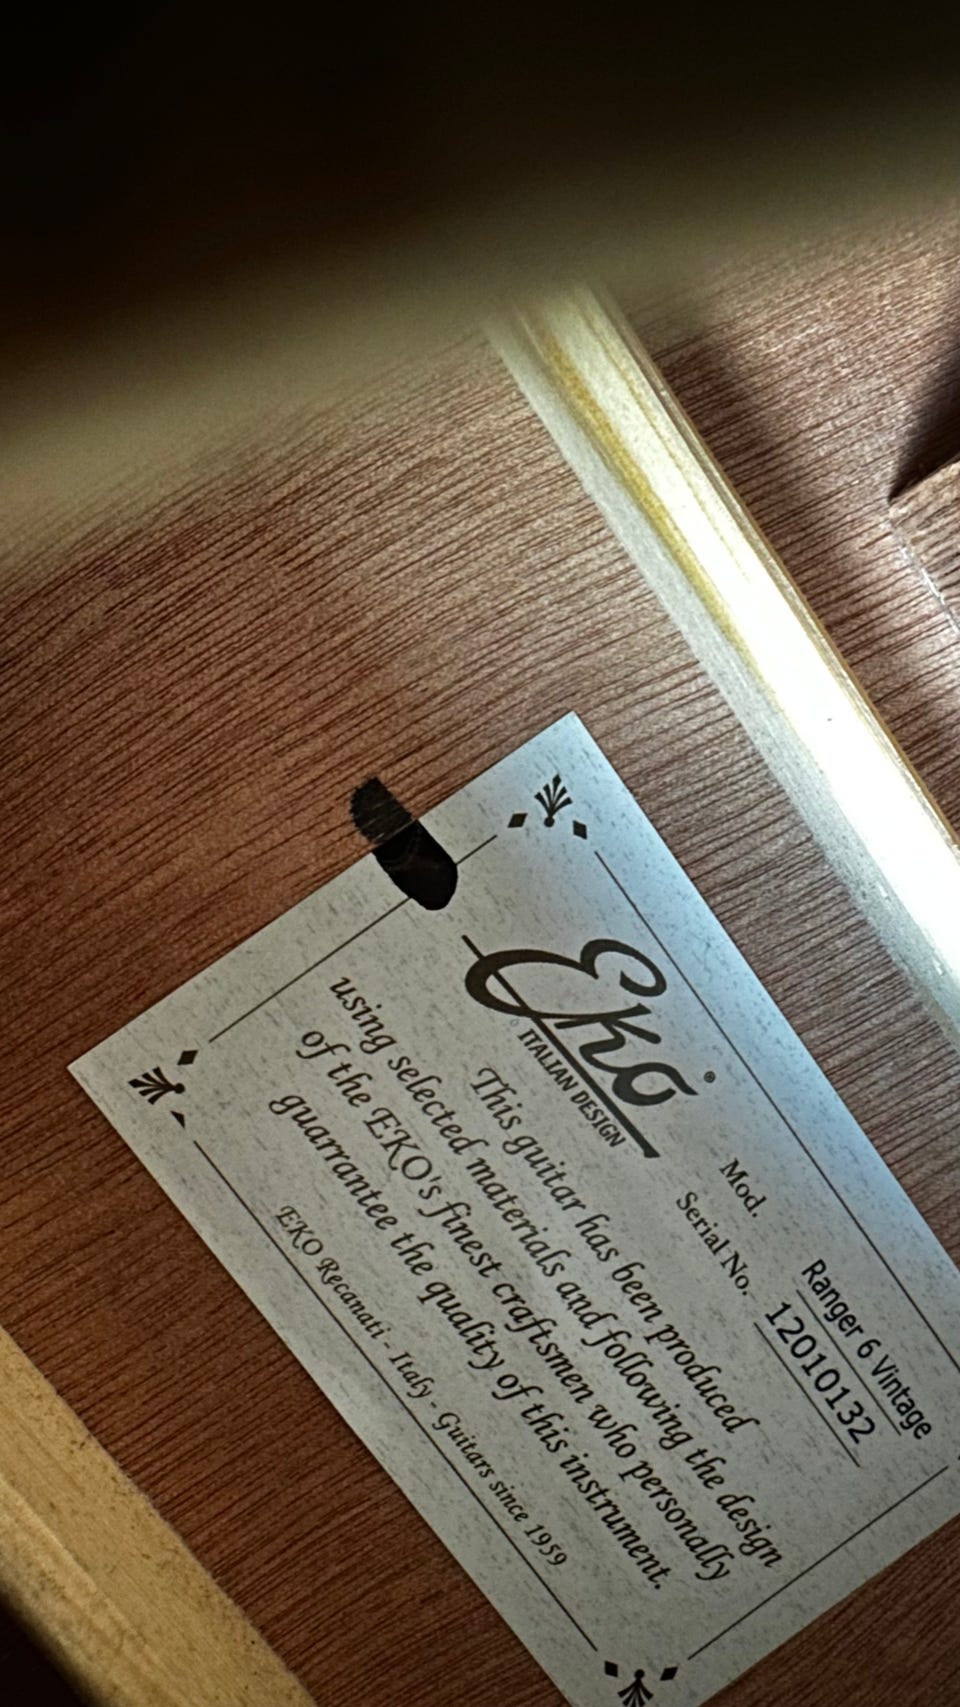 Eko®
ITALIAN DESIGN
Mod. Ranger 6 Vintage
Serial No. 12010132
This guitar has been produced
using selected materials and following the design
of the EKO's finest craftsmen who personally
guarrantee the quality of this instrument.
EKO Recanati - Italy - Guitars since 1959